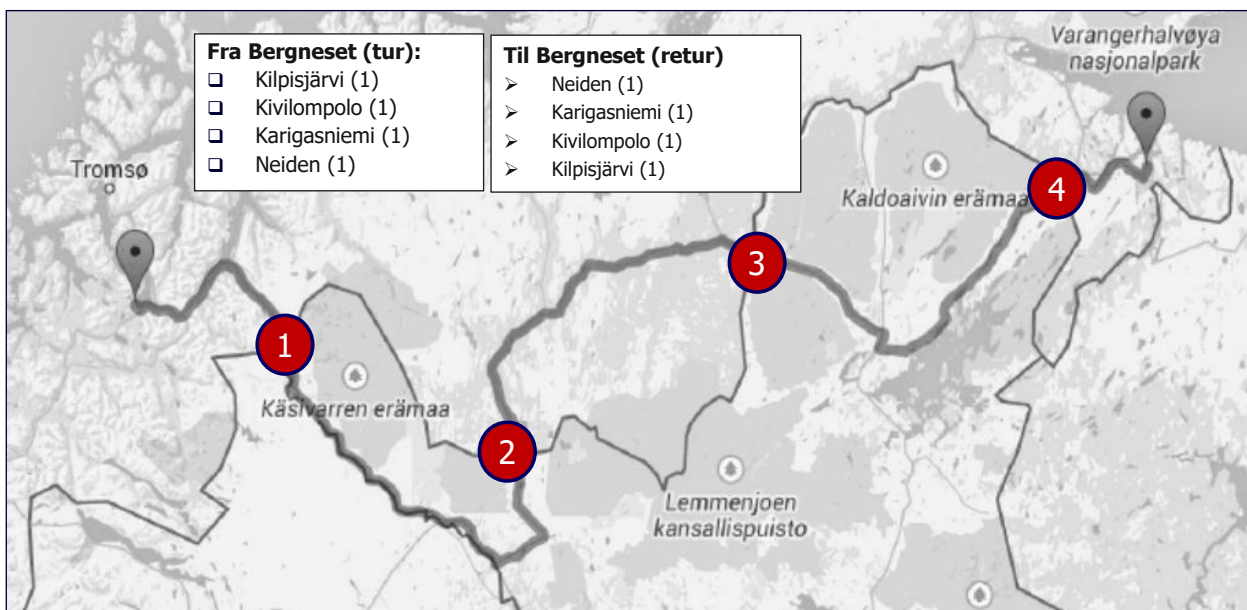 Fra Bergneset (tur):
❑ Kilpisjärvi (1)
❑ Kivilompolo (1)
❑ Karigasniemi (1)
❑ Neiden (1)
Til Bergneset (retur)
➢ Neiden (1)
➢ Karigasniemi (1)
➢ Kivilompolo (1)
➢ Kilpisjärvi (1)
Varangerhalvøya
nasjonalpark
Tromsø
Kaldoaivin erämaa
4
3
1
Käsivarren erämaa
2
Lemmenjoen
kansallispuisto